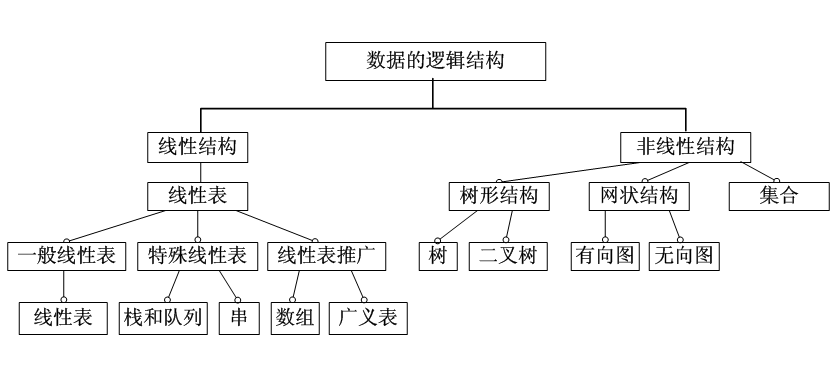 数据的逻辑结构
线性结构
非线性结构
线性表
树形结构
网状结构
集合
一般线性表
特殊线性表
线性表推广
树
二叉树
有向图
无向图
线性表
栈和队列
串
数组
广义表